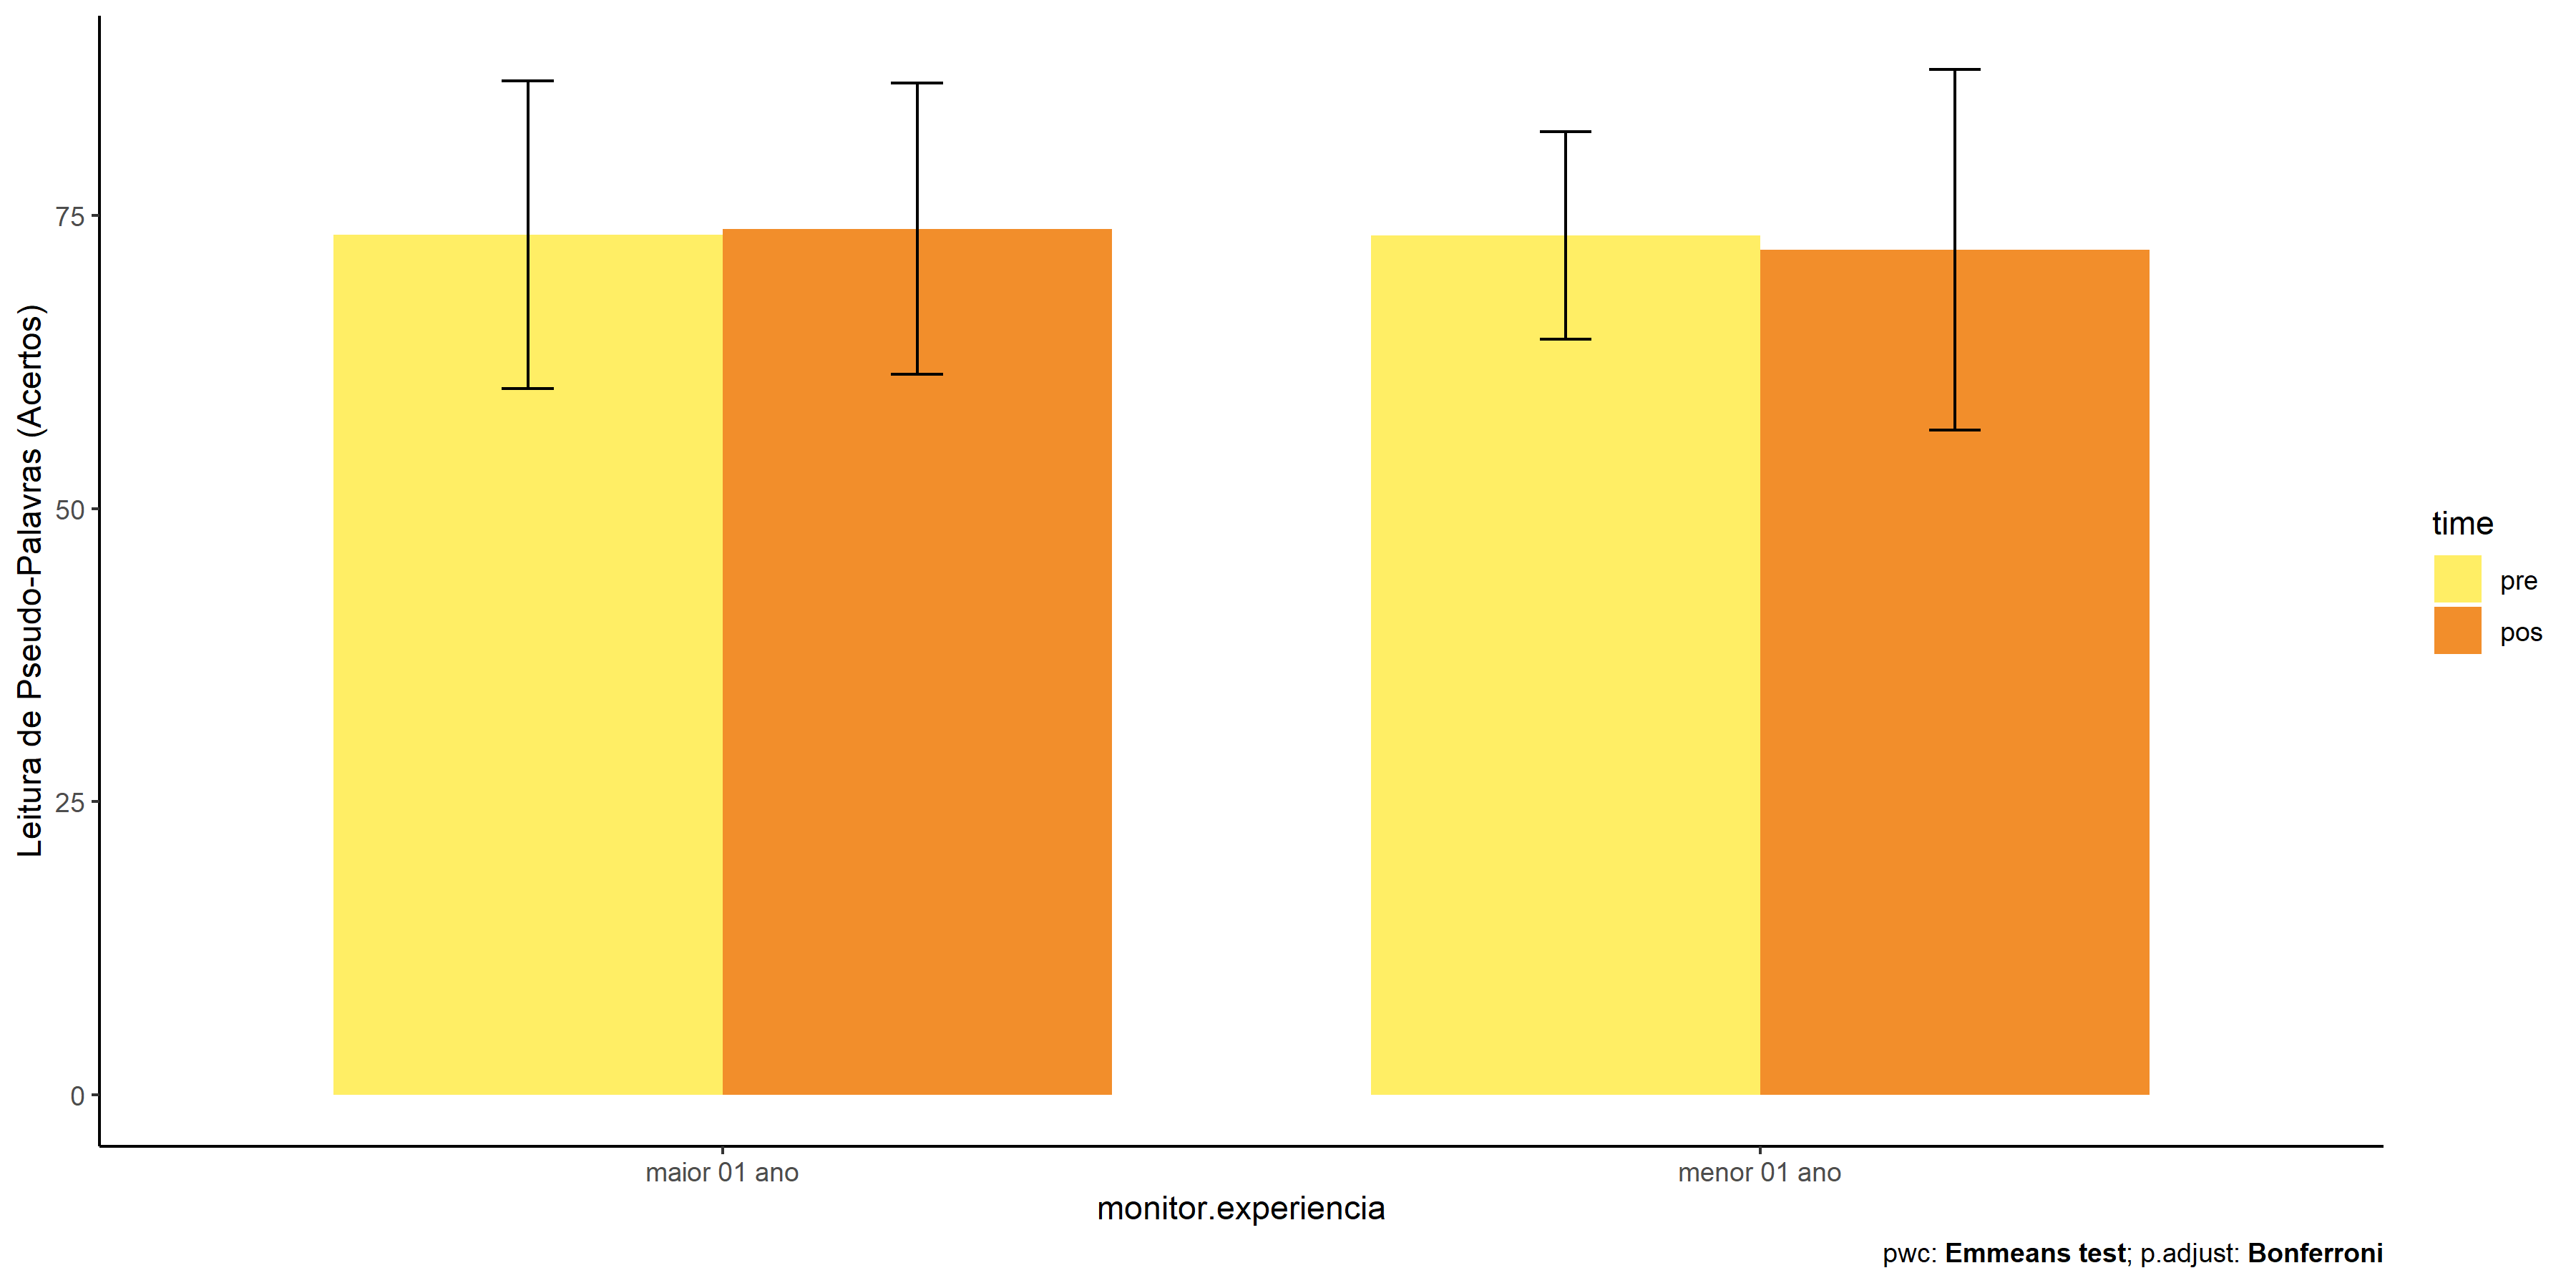 Leitura de Pseudo-Palavras (Acertos)
75
50
25
0
maior 01 ano
menor 01 ano
monitor.experiencia
time
pre
pos
pwc: Emmeans test; p.adjust: Bonferroni